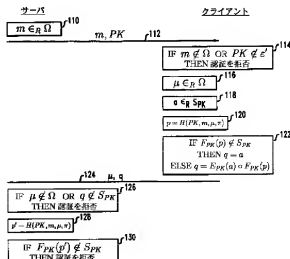 サーバ
クライアント
110
m ∈R Ω
m, PK
112
114
IF m ∉ Ω OR PK ∉ ε'
THEN 認証を拒否
116
μ ∈R Ω
118
a ∈R SPK
120
p = H(PK, m, μ, π)
122
IF FPK(p) ∉ SPK
THEN q = a
ELSE q = EPK(a) ∘ FPK(p)
124
μ, q
126
IF μ ∉ Ω OR q ∉ SPK
THEN 認証を拒否
128
p' = H(PK, m, μ, π)
130
IF FPK(p') ∉ SPK
THEN 認証を拒否